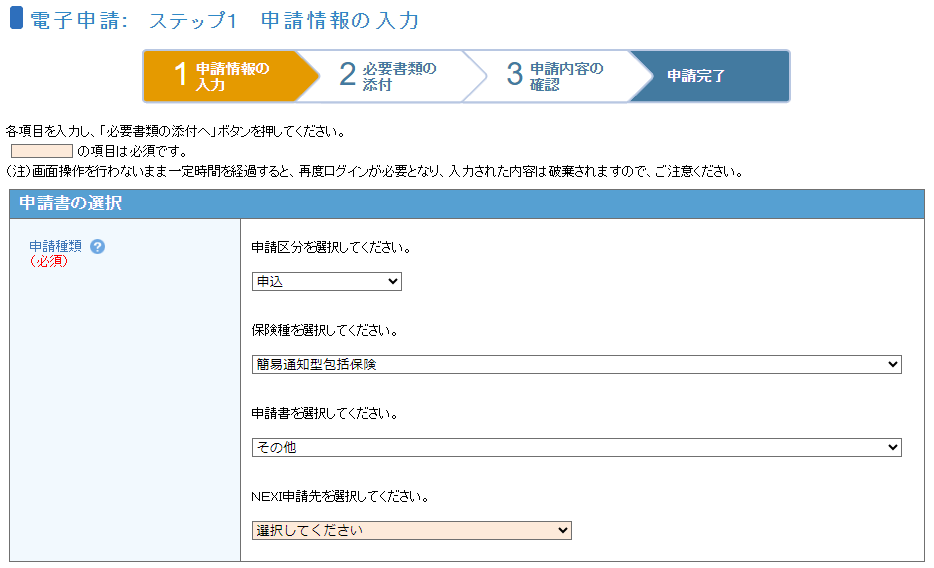 電子申請： ステップ1 申請情報の入力
1 申請情報の
入力
2 必要書類の
添付
3 申請内容の
確認
申請完了
各項目を入力し、「必要書類の添付へ」ボタンを押してください。
の項目は必須です。
（注）画面操作を行わないまま一定時間を経過すると、再度ログインが必要となり、入力された内容は破棄されますので、ご注意ください。
申請書の選択
申請種類 ?
（必須）
申請区分を選択してください。
申込
保険種を選択してください。
簡易通知型包括保険
申請書を選択してください。
その他
NEXI申請先を選択してください。
選択してください